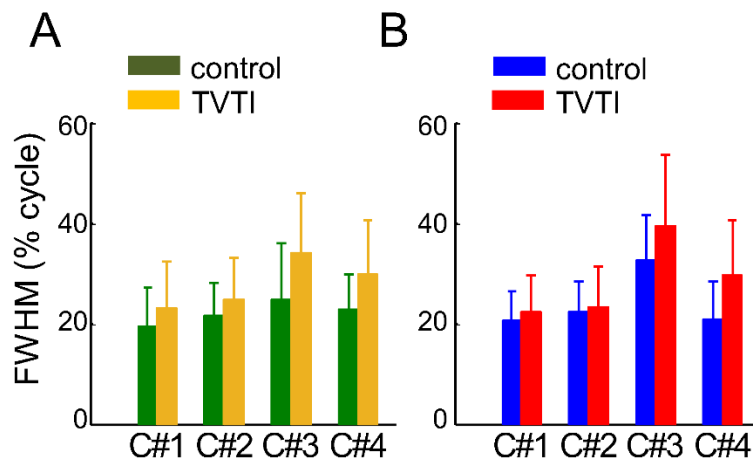 A
control
TVTI
FWHM (% cycle)
60
40
20
0
C#1 C#2 C#3 C#4
B
control
TVTI
60
40
20
0
C#1 C#2 C#3 C#4